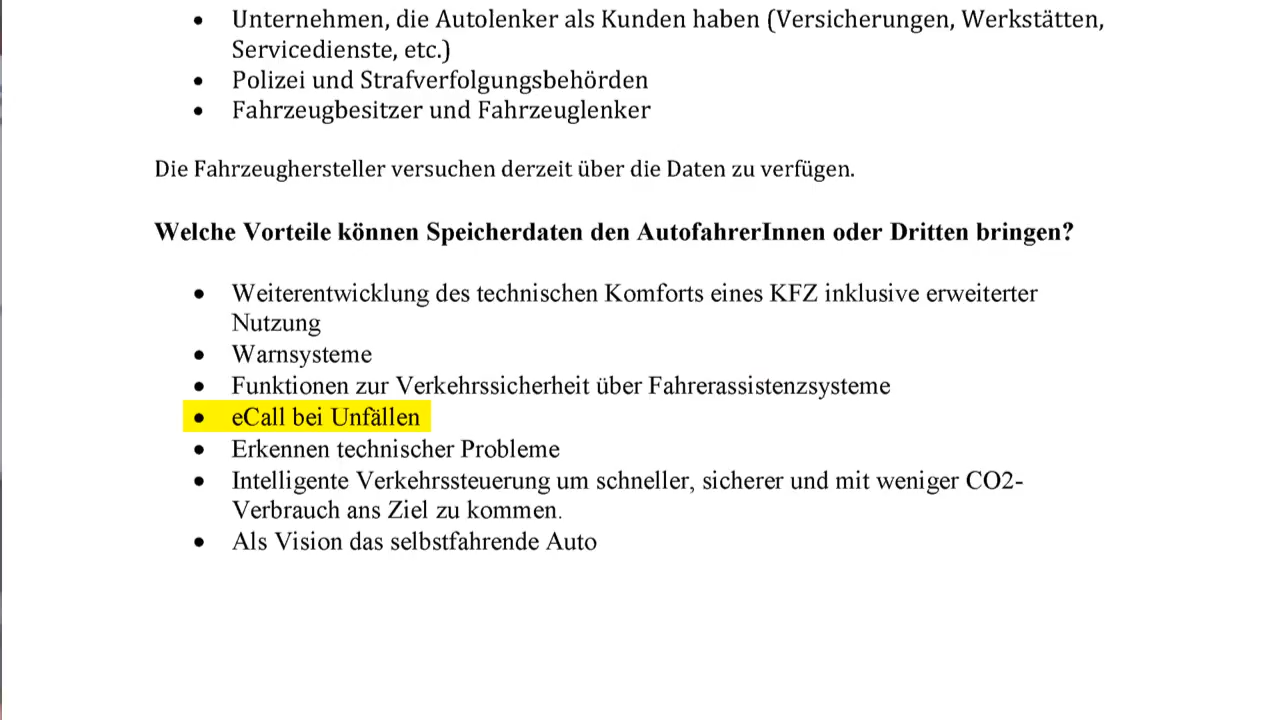 • Unternehmen, die Autolenker als Kunden haben (Versicherungen, Werkstätten,
Servicedienste, etc.)
• Polizei und Strafverfolgungsbehörden
• Fahrzeugbesitzer und Fahrzeuglenker
Die Fahrzeughersteller versuchen derzeit über die Daten zu verfügen.
Welche Vorteile können Speicherdaten den AutofahrerInnen oder Dritten bringen?
• Weiterentwicklung des technischen Komforts eines KFZ inklusive erweiterter
Nutzung
• Warnsysteme
• Funktionen zur Verkehrssicherheit über Fahrerassistenzsysteme
• eCall bei Unfällen
• Erkennen technischer Probleme
• Intelligente Verkehrssteuerung um schneller, sicherer und mit weniger CO2-
Verbrauch ans Ziel zu kommen.
• Als Vision das selbstfahrende Auto